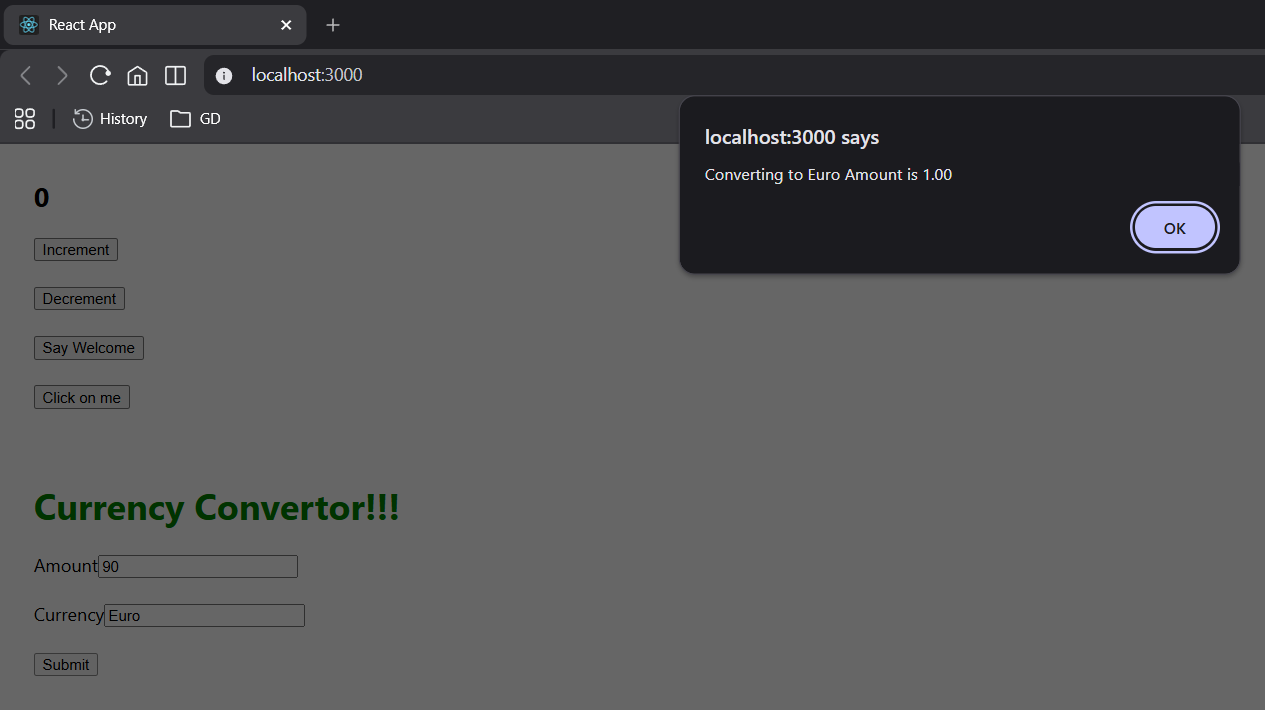 React App
localhost:3000
History GD
localhost:3000 says
Converting to Euro Amount is 1.00
OK
0
Increment
Decrement
Say Welcome
Click on me
Currency Convertor!!!
Amount 90
Currency Euro
Submit